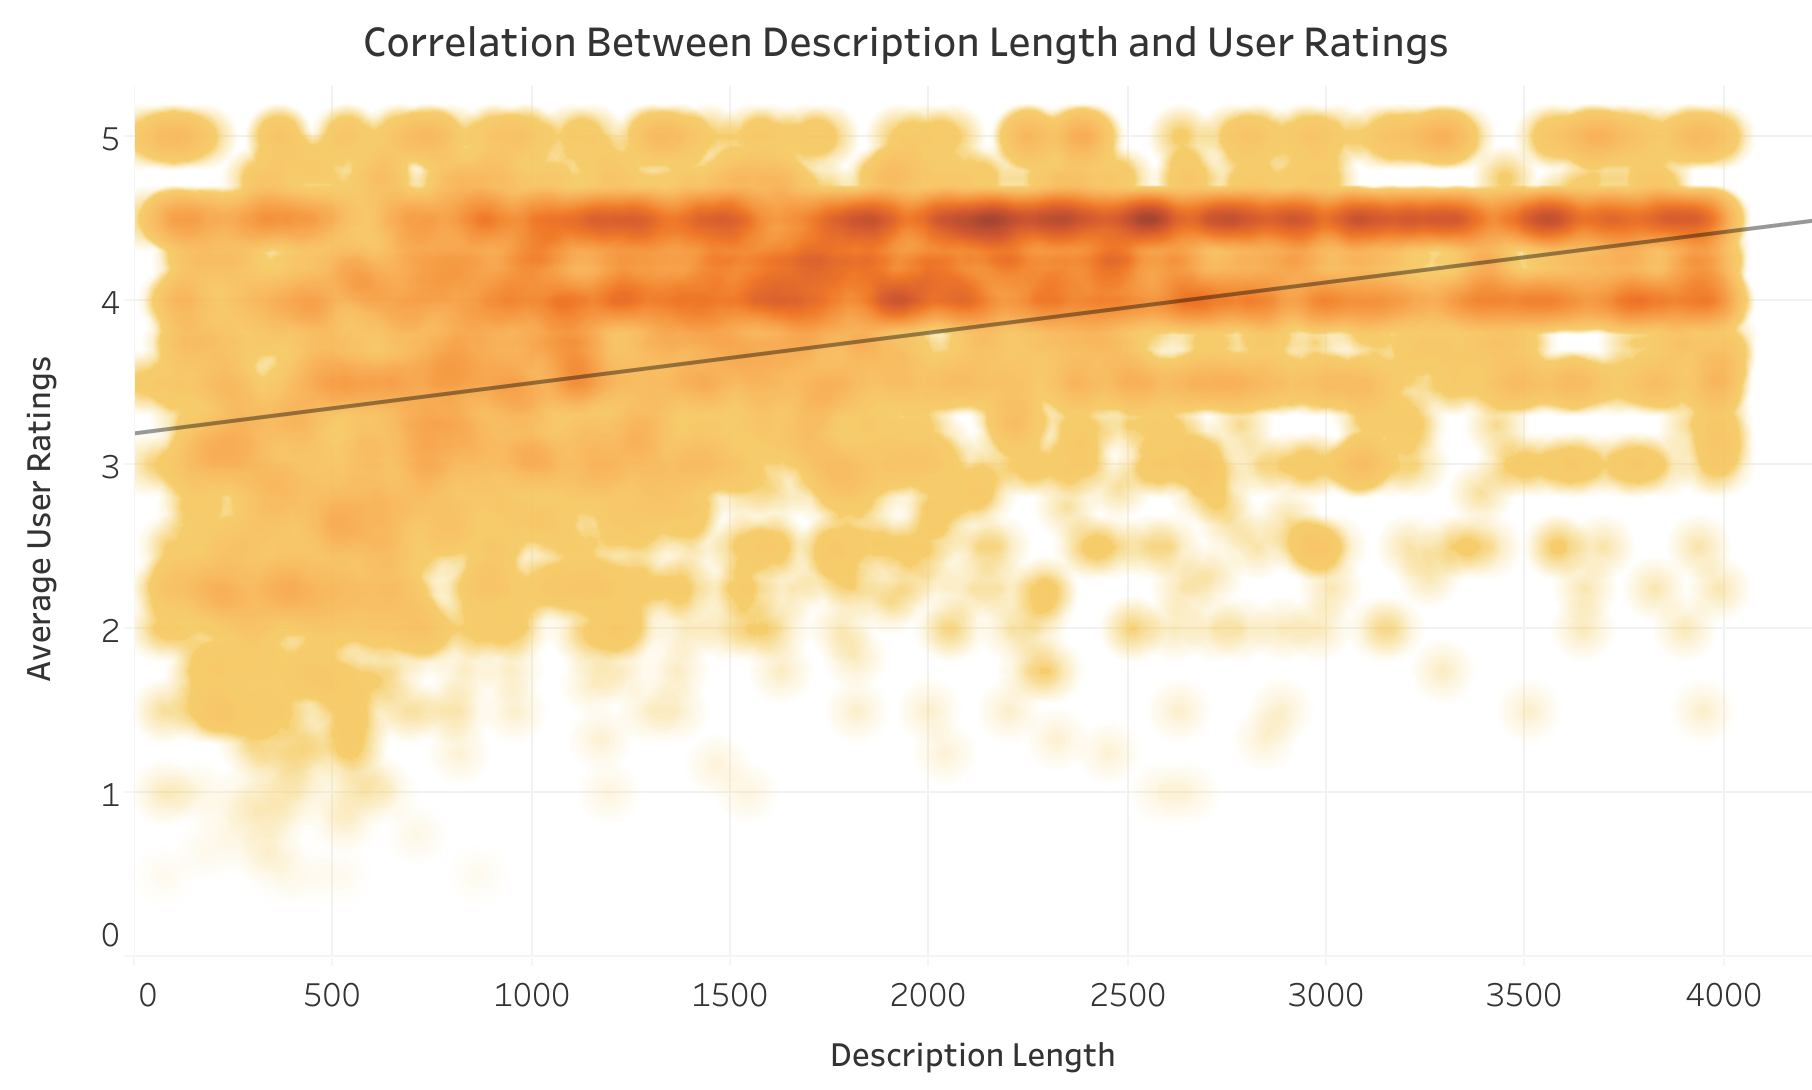 Correlation Between Description Length and User Ratings
Average User Ratings
5
4
3
2
1
0
0 500 1000 1500 2000 2500 3000 3500 4000
Description Length